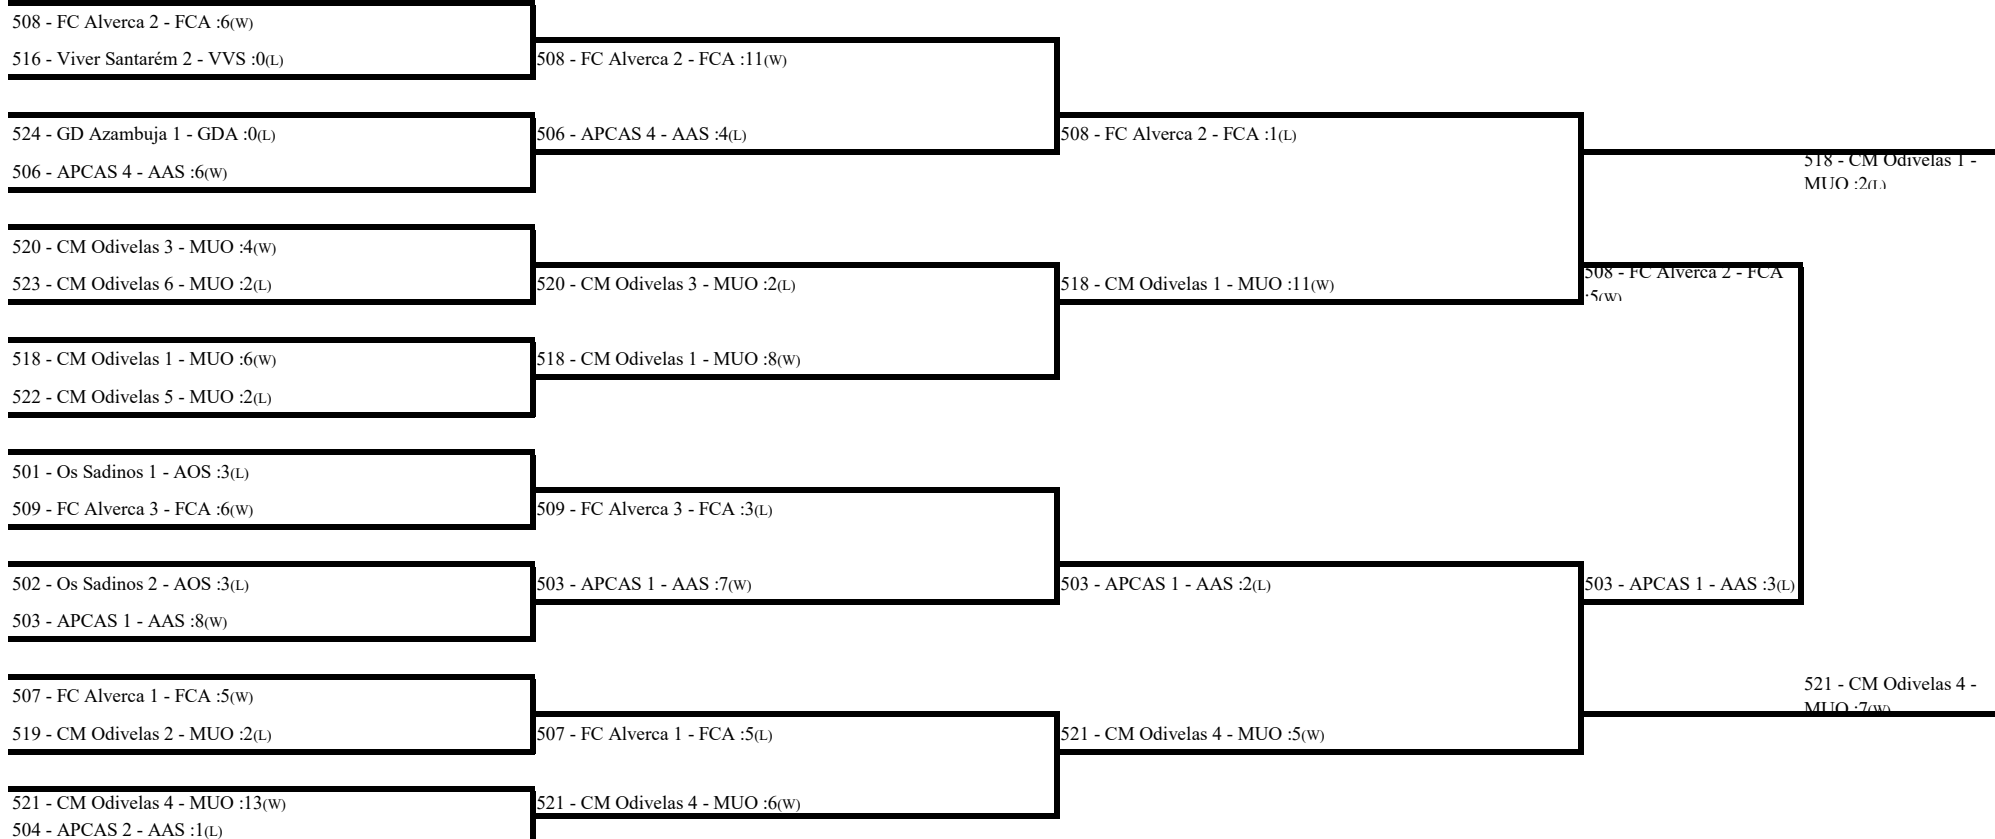 508 - FC Alverca 2 - FCA :6(W)
516 - Viver Santarém 2 - VVS :0(L)
524 - GD Azambuja 1 - GDA :0(L)
506 - APCAS 4 - AAS :6(W)
520 - CM Odivelas 3 - MUO :4(W)
523 - CM Odivelas 6 - MUO :2(L)
518 - CM Odivelas 1 - MUO :6(W)
522 - CM Odivelas 5 - MUO :2(L)
501 - Os Sadinos 1 - AOS :3(L)
509 - FC Alverca 3 - FCA :6(W)
502 - Os Sadinos 2 - AOS :3(L)
503 - APCAS 1 - AAS :8(W)
507 - FC Alverca 1 - FCA :5(W)
519 - CM Odivelas 2 - MUO :2(L)
521 - CM Odivelas 4 - MUO :13(W)
504 - APCAS 2 - AAS :1(L)
508 - FC Alverca 2 - FCA :11(W)
506 - APCAS 4 - AAS :4(L)
520 - CM Odivelas 3 - MUO :2(L)
518 - CM Odivelas 1 - MUO :8(W)
509 - FC Alverca 3 - FCA :3(L)
503 - APCAS 1 - AAS :7(W)
507 - FC Alverca 1 - FCA :5(L)
521 - CM Odivelas 4 - MUO :6(W)
508 - FC Alverca 2 - FCA :1(L)
518 - CM Odivelas 1 - MUO :11(W)
503 - APCAS 1 - AAS :2(L)
521 - CM Odivelas 4 - MUO :5(W)
508 - FC Alverca 2 - FCA
:5(W)
503 - APCAS 1 - AAS :3(L)
518 - CM Odivelas 1 -
MUO :2(L)
521 - CM Odivelas 4 -
MUO :7(W)